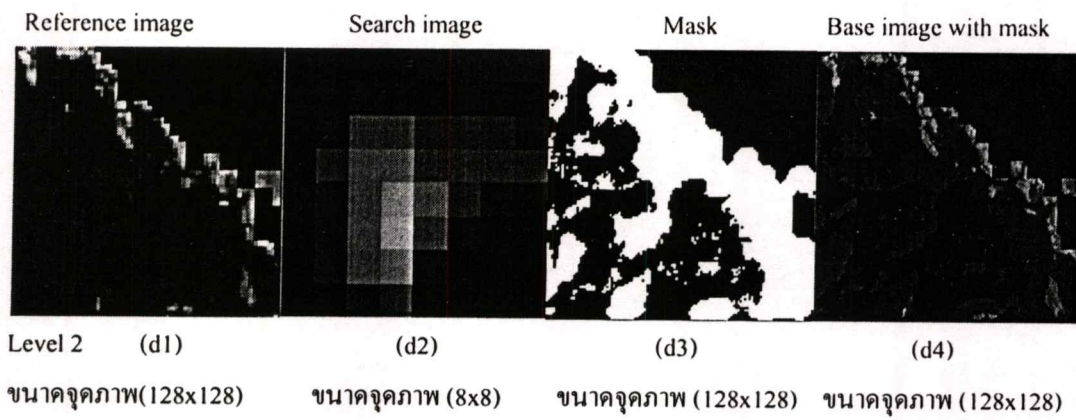 Reference image Search image Mask Base image with mask
Level 2 (d1) (d2) (d3) (d4)
ขนาดจุดภาพ(128x128) ขนาดจุดภาพ (8x8) ขนาดจุดภาพ (128x128) ขนาดจุดภาพ (128x128)